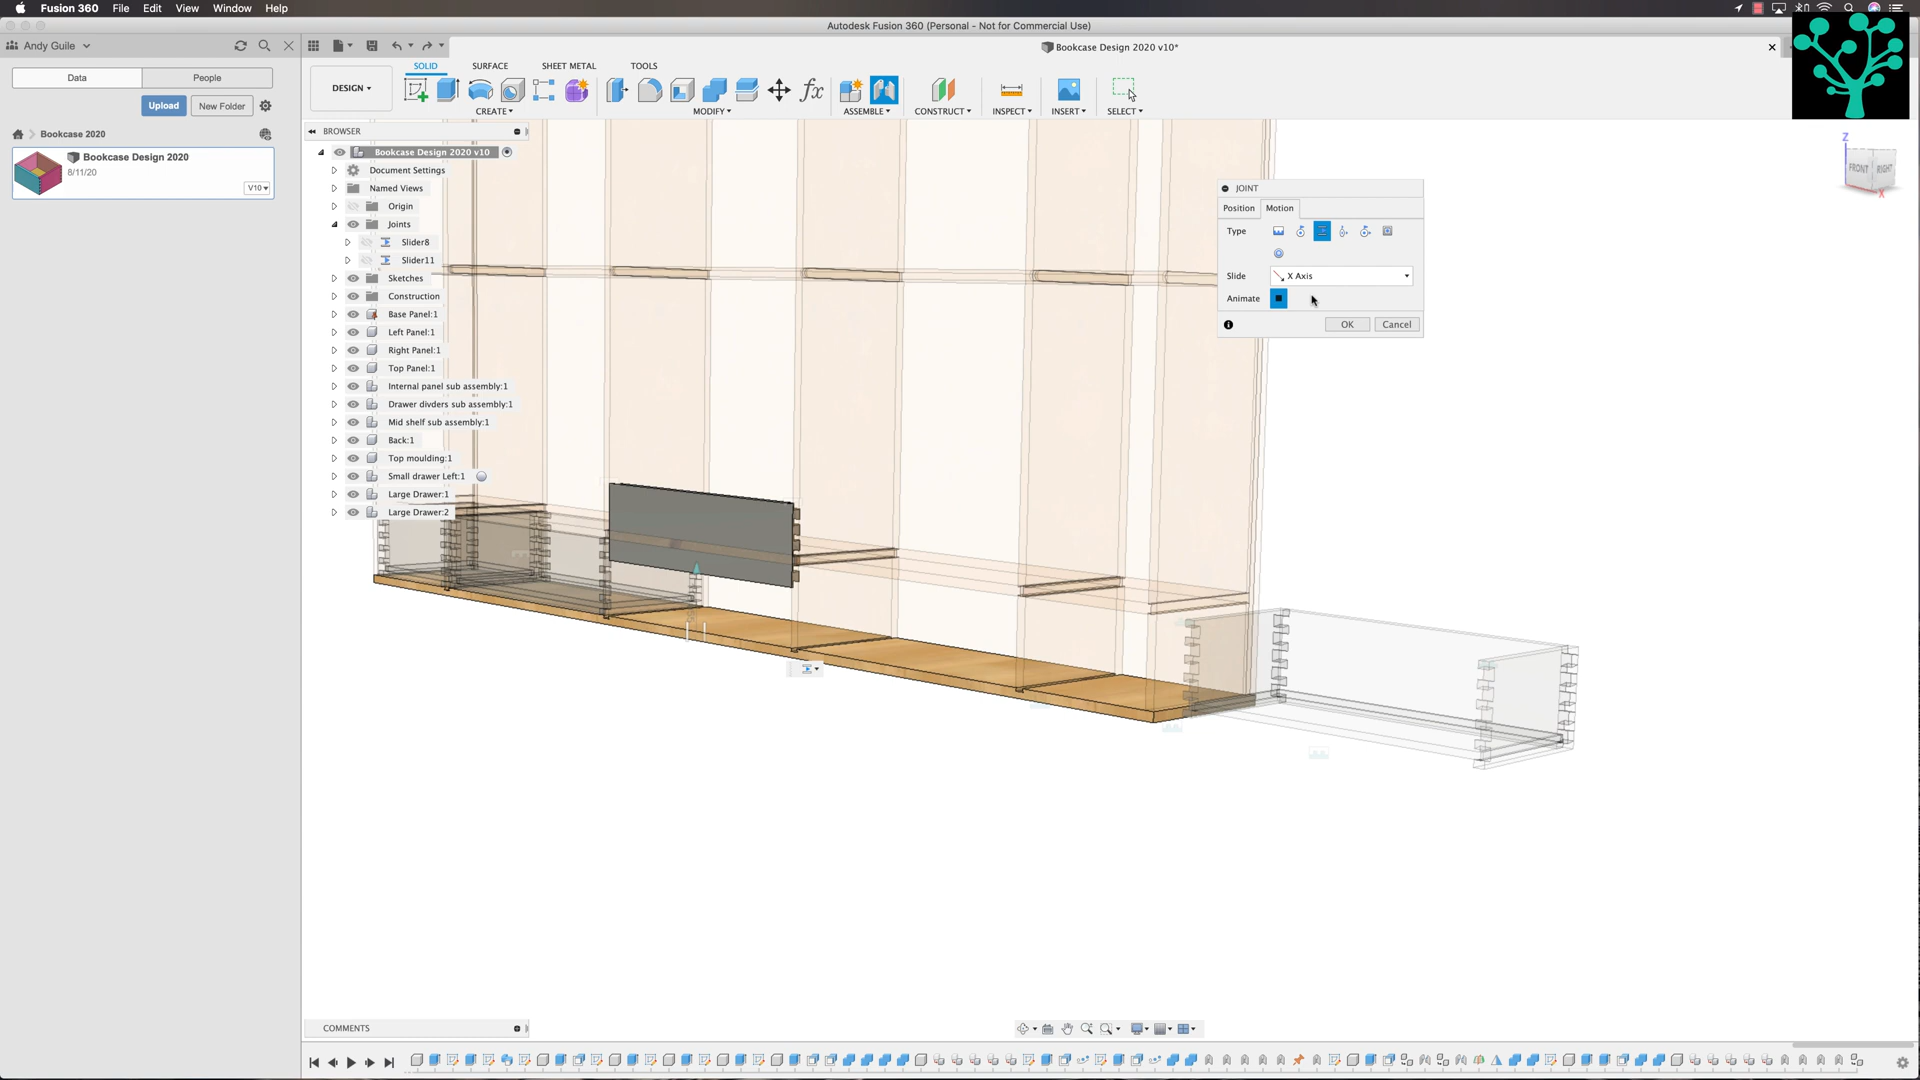 Fusion 360 File Edit View Window Help
Autodesk Fusion 360 (Personal - Not for Commercial Use)
Andy Guile
Bookcase Design 2020 v10*
Data People
Upload New Folder
Bookcase 2020
Bookcase Design 2020
8/11/20
V10
SOLID SURFACE SHEET METAL TOOLS
DESIGN
CREATE MODIFY ASSEMBLE CONSTRUCT INSPECT INSERT SELECT
BROWSER
Bookcase Design 2020 v10
Document Settings
Named Views
Origin
Joints
Slider8
Slider11
Sketches
Construction
Base Panel:1
Left Panel:1
Right Panel:1
Top Panel:1
Internal panel sub assembly:1
Drawer divders sub assembly:1
Mid shelf sub assembly:1
Back:1
Top moulding:1
Small drawer Left:1
Large Drawer:1
Large Drawer:2
JOINT
Position Motion
Type
Slide X Axis
Animate
OK Cancel
Z
FRONT RIGHT
X
COMMENTS